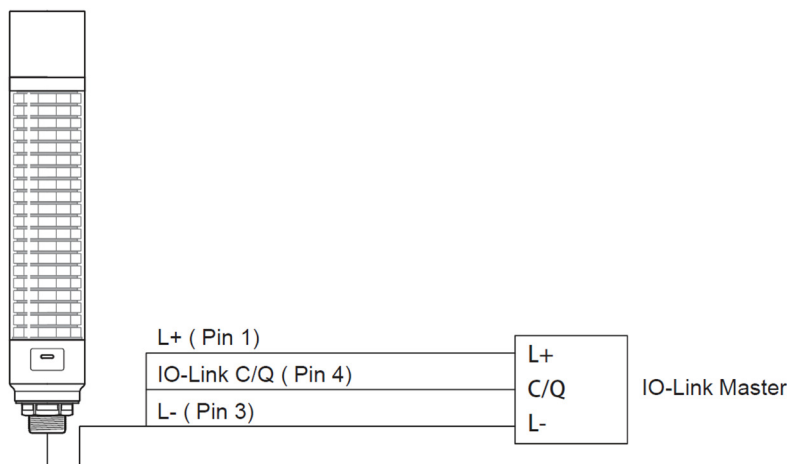 L+ ( Pin 1)
IO-Link C/Q ( Pin 4)
L- ( Pin 3)
L+
C/Q
L-
IO-Link Master